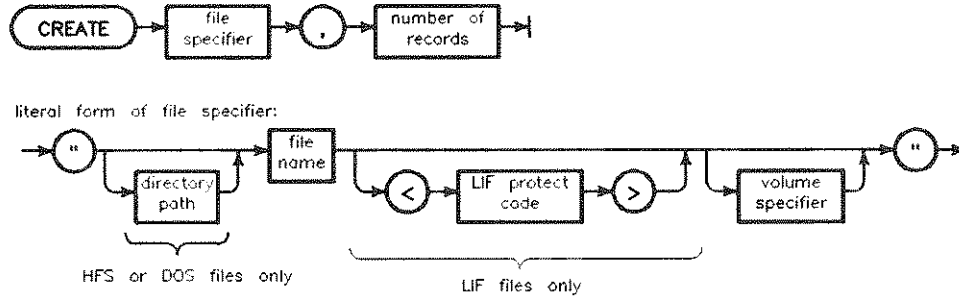 CREATE file specifier , number of records
literal form of file specifier:
" directory path file name < LIF protect code > volume specifier "
HFS or DOS files only
LIF files only